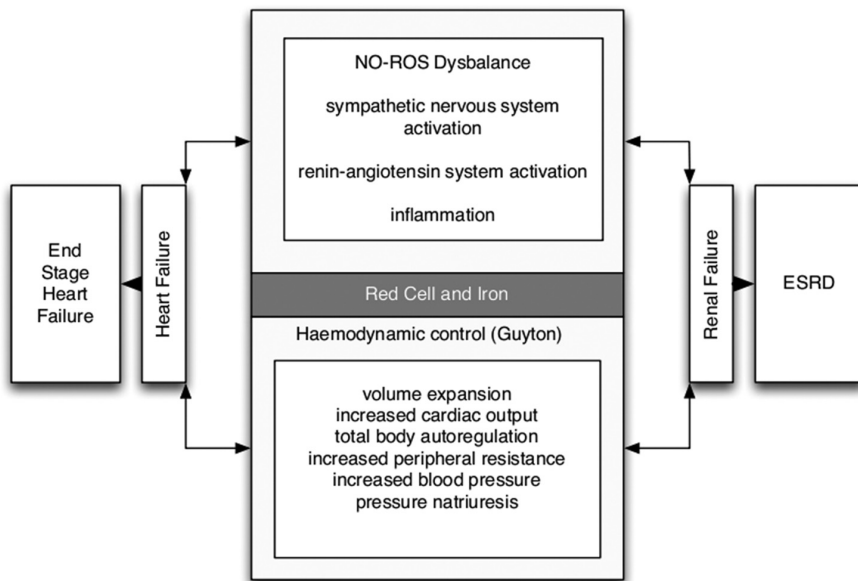 NO-ROS Dysbalance
sympathetic nervous system
activation
renin-angiotensin system activation
inflammation
End
Stage
Heart
Failure
Heart Failure
Red Cell and Iron
Renal Failure
ESRD
Haemodynamic control (Guyton)
volume expansion
increased cardiac output
total body autoregulation
increased peripheral resistance
increased blood pressure
pressure natriuresis